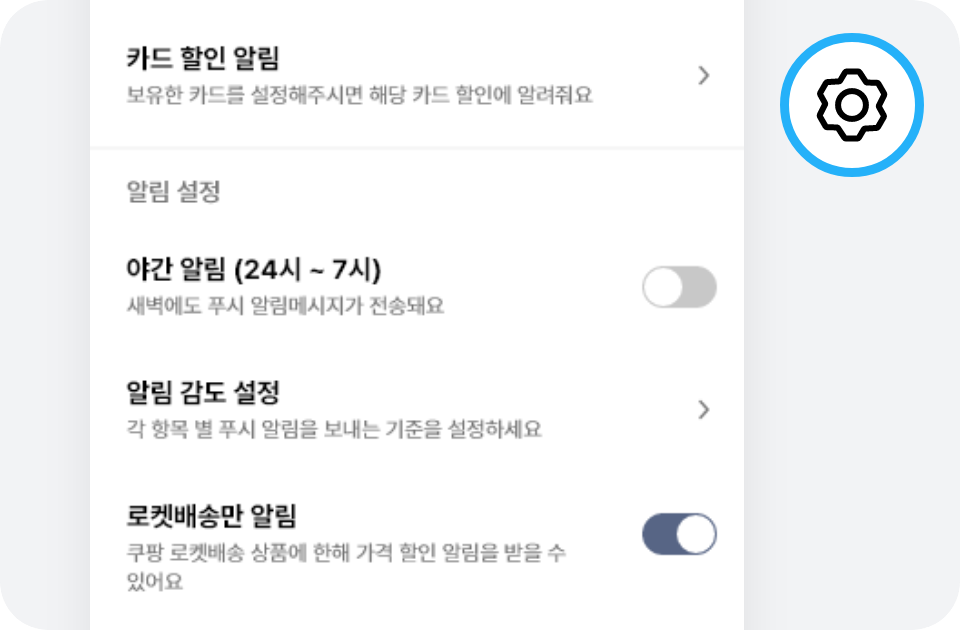 카드 할인 알림
보유한 카드를 설정해주시면 해당 카드 할인에 알려줘요
알림 설정
야간 알림 (24시 ~ 7시)
새벽에도 푸시 알림메시지가 전송돼요
알림 감도 설정
각 항목 별 푸시 알림을 보내는 기준을 설정하세요
로켓배송만 알림
쿠팡 로켓배송 상품에 한해 가격 할인 알림을 받을 수
있어요